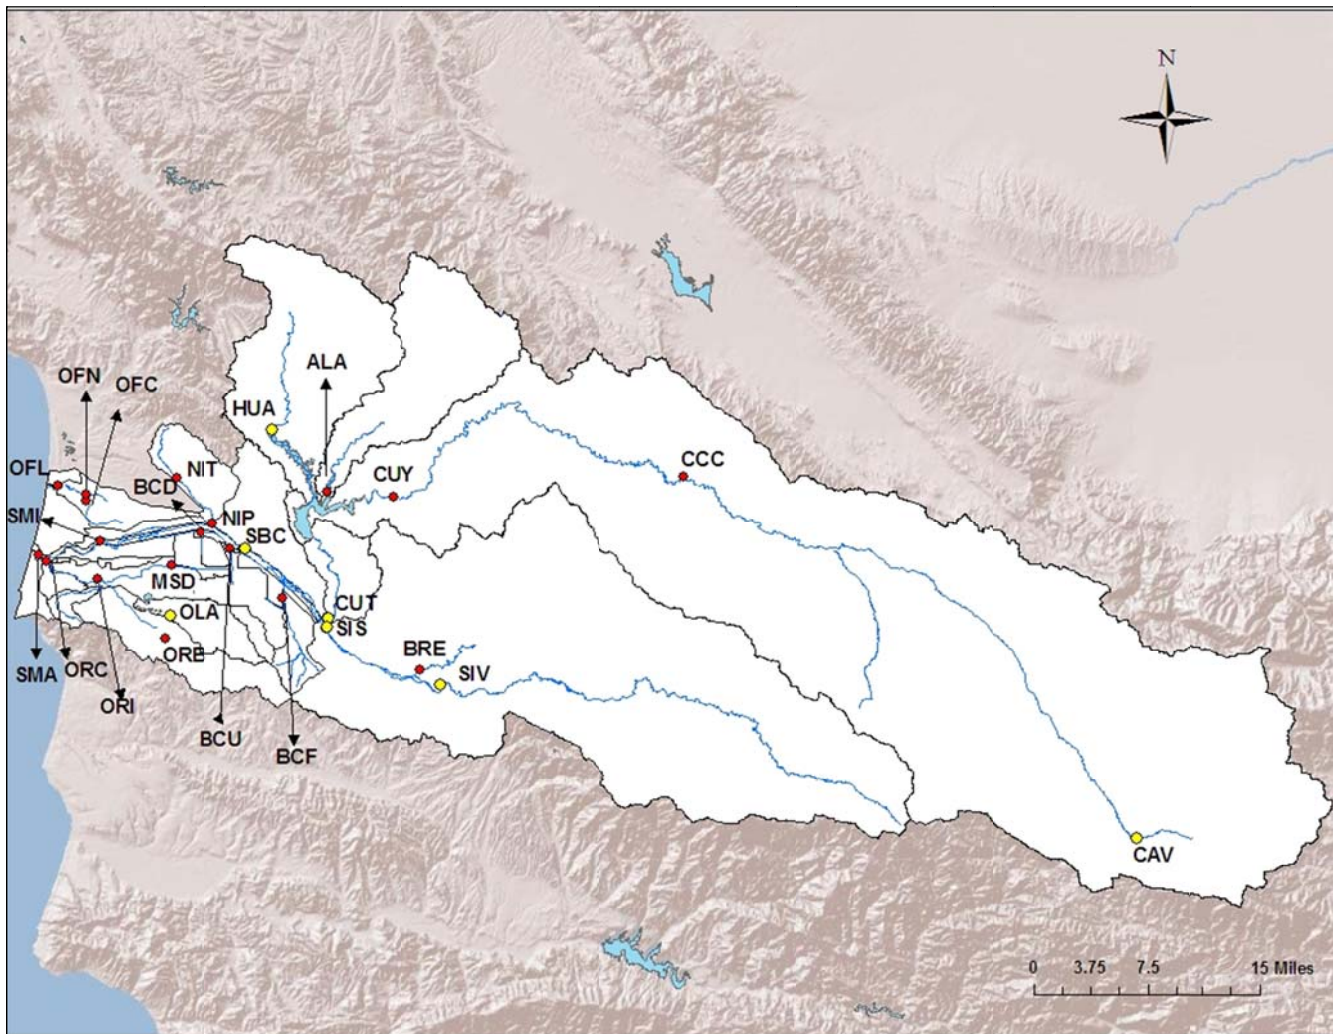 N
ALA
OFN
OFC
HUA
OFL
NIT
BCD
CUY
CCC
SMI
NIP
SBC
MSD
OLA
CUT
SIS
ORE
BRE
SIV
SMA
ORC
ORI
BCU
BCF
CAV
0 3.75 7.5 15 Miles